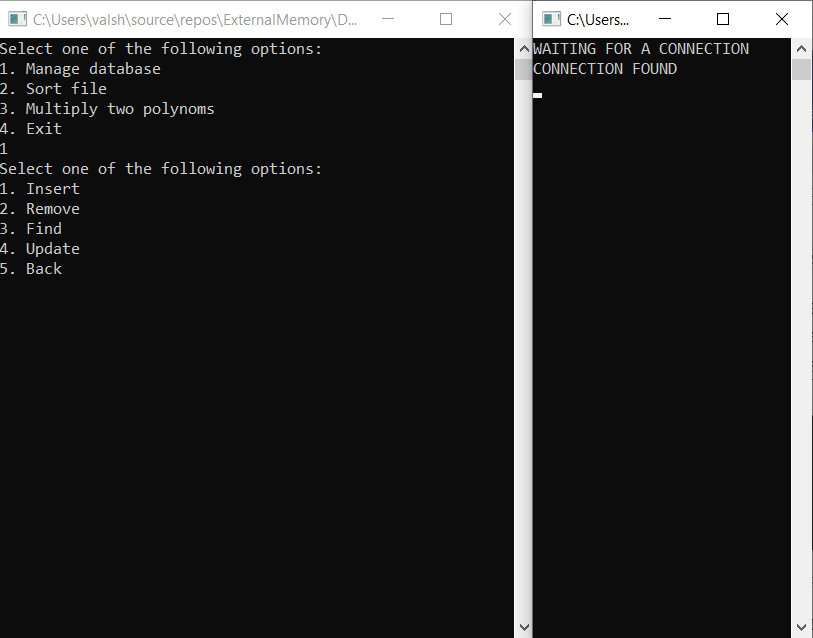 C:\Users\valsh\source\repos\ExternalMemory\D...
Select one of the following options:
1. Manage database
2. Sort file
3. Multiply two polynoms
4. Exit
1
Select one of the following options:
1. Insert
2. Remove
3. Find
4. Update
5. Back
C:\Users...
WAITING FOR A CONNECTION
CONNECTION FOUND